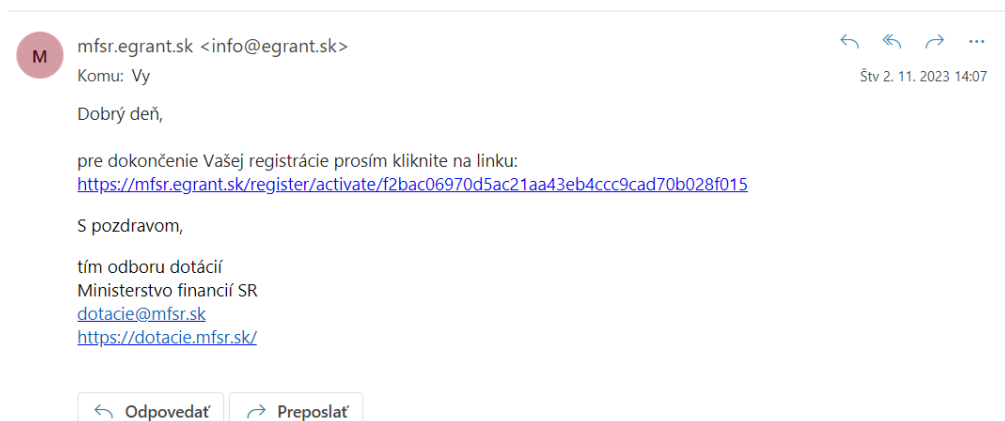 M
mfsr.egrant.sk <info@egrant.sk>
Komu: Vy
Štv 2. 11. 2023 14:07
Dobrý deň,
pre dokončenie Vašej registrácie prosím kliknite na linku:
https://mfsr.egrant.sk/register/activate/f2bac06970d5ac21aa43eb4ccc9cad70b028f015
S pozdravom,
tím odboru dotácií
Ministerstvo financií SR
dotacie@mfsr.sk
https://dotacie.mfsr.sk/
Odpovedať
Preposlať